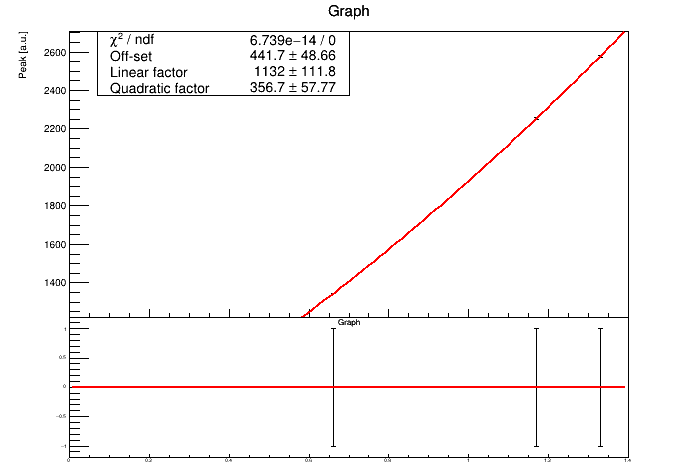 Graph
Peak [a.u.]
χ² / ndf 6.739e−14 / 0
Off-set 441.7 ± 48.66
Linear factor 1132 ± 111.8
Quadratic factor 356.7 ± 57.77
2600
2400
2200
2000
1800
1600
1400
Graph
1
0.5
0
−0.5
−1
0 0.2 0.4 0.6 0.8 1 1.2 1.4